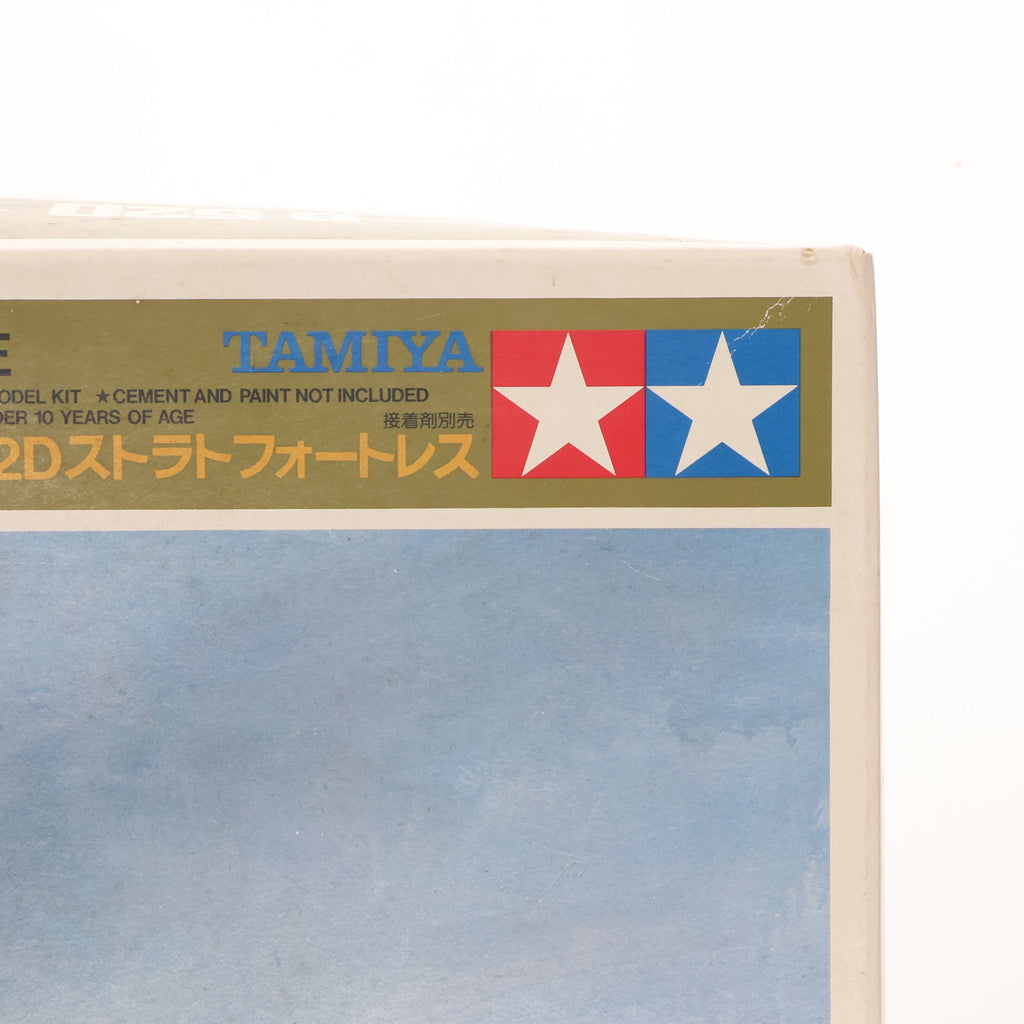 B-52D
E
TAMIYA
ODEL KIT ★CEMENT AND PAINT NOT INCLUDED
DER 10 YEARS OF AGE
接着剤別売
2Dストラトフォートレス